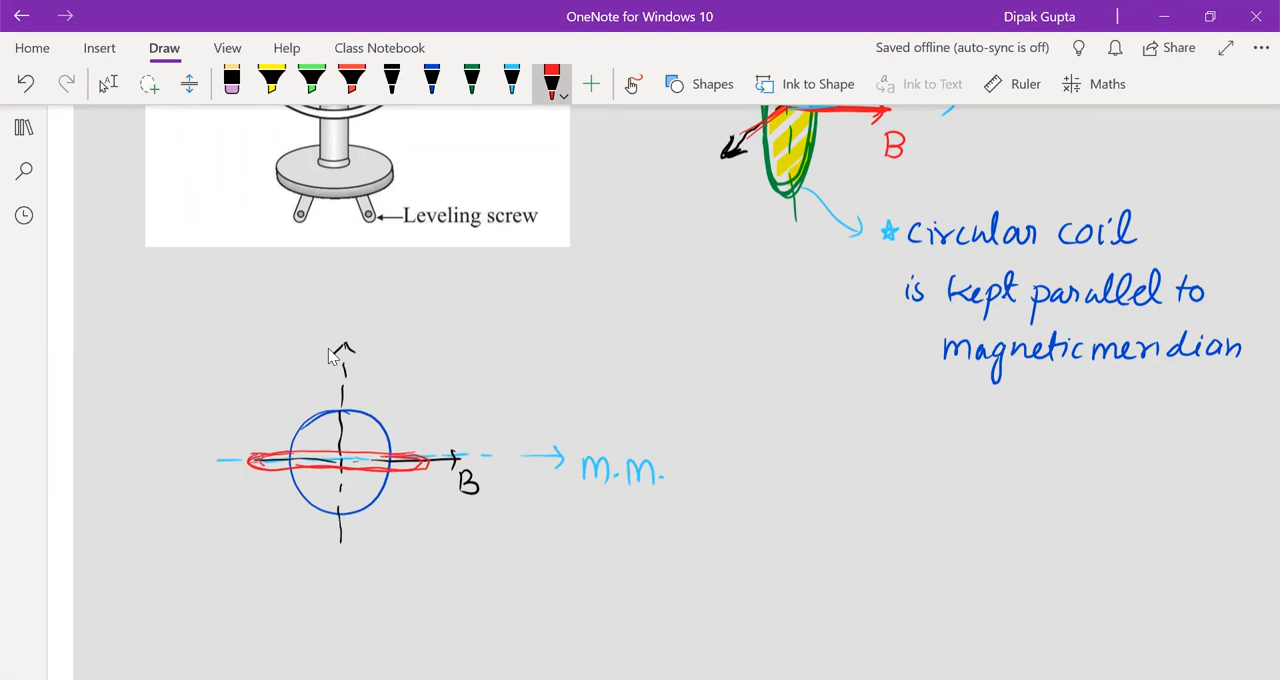 OneNote for Windows 10
Dipak Gupta
Home Insert Draw View Help Class Notebook
Saved offline (auto-sync is off)
Share
Shapes
Ink to Shape
Ink to Text
Ruler
Maths
Leveling screw
B
circular coil
is kept parallel to
magnetic meridian
B
M.M.